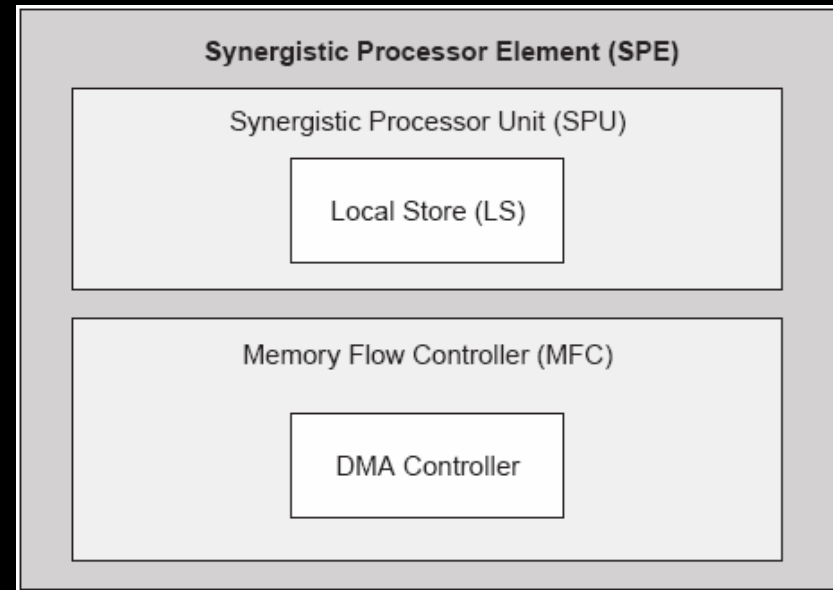 Synergistic Processor Element (SPE)
Synergistic Processor Unit (SPU)
Local Store (LS)
Memory Flow Controller (MFC)
DMA Controller